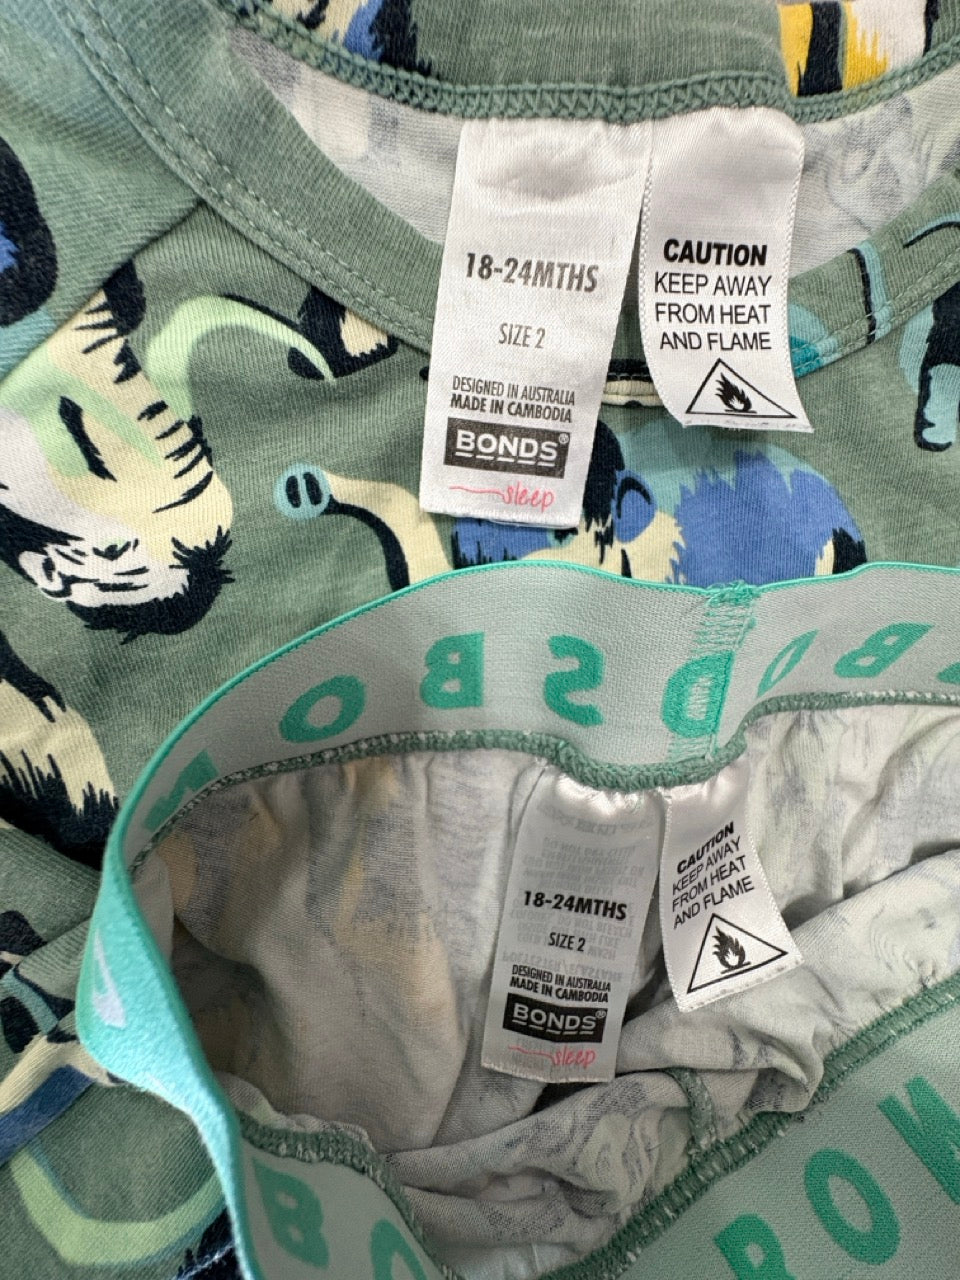 18-24MTHS
SIZE 2
DESIGNED IN AUSTRALIA
MADE IN CAMBODIA
BONDS®
sleep
CAUTION
KEEP AWAY
FROM HEAT
AND FLAME
BONDS
BONDS
18-24MTHS
SIZE 2
DESIGNED IN AUSTRALIA
MADE IN CAMBODIA
BONDS®
sleep
CAUTION
KEEP AWAY
FROM HEAT
AND FLAME